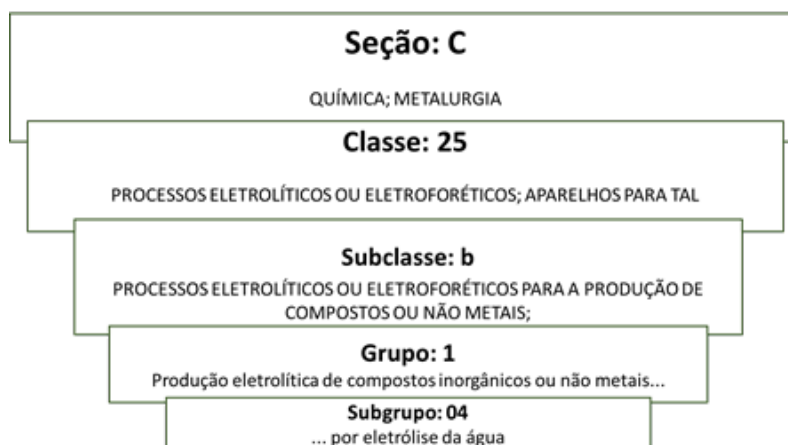 Seção: C
QUÍMICA; METALURGIA
Classe: 25
PROCESSOS ELETROLÍTICOS OU ELETROFORÉTICOS; APARELHOS PARA TAL
Subclasse: b
PROCESSOS ELETROLÍTICOS OU ELETROFORÉTICOS PARA A PRODUÇÃO DE
COMPOSTOS OU NÃO METAIS;
Grupo: 1
Produção eletrolítica de compostos inorgânicos ou não metais...
Subgrupo: 04
... por eletrólise da água